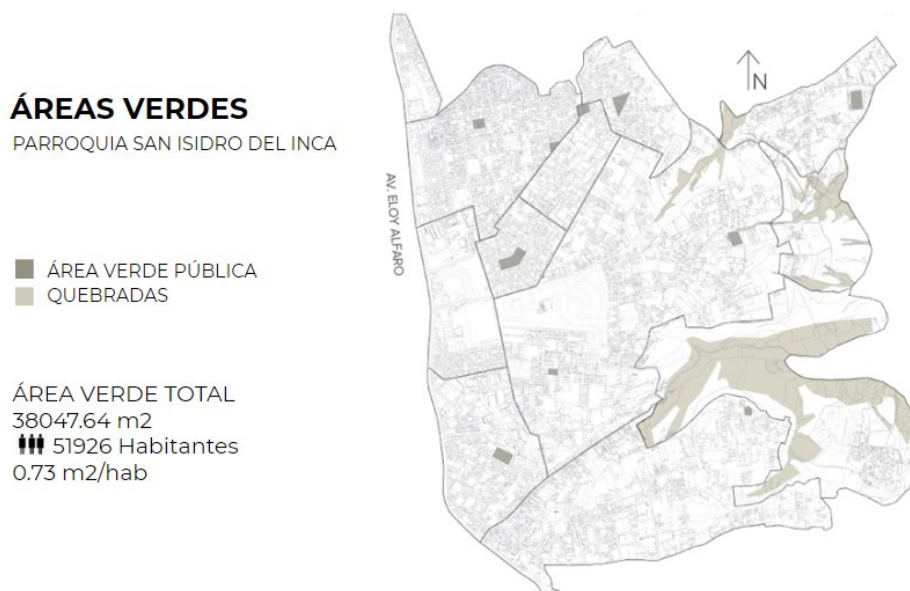 ÁREAS VERDES
PARROQUIA SAN ISIDRO DEL INCA
ÁREA VERDE PÚBLICA
QUEBRADAS
ÁREA VERDE TOTAL
38047.64 m2
51926 Habitantes
0.73 m2/hab
AV. ELOY ALFARO
N